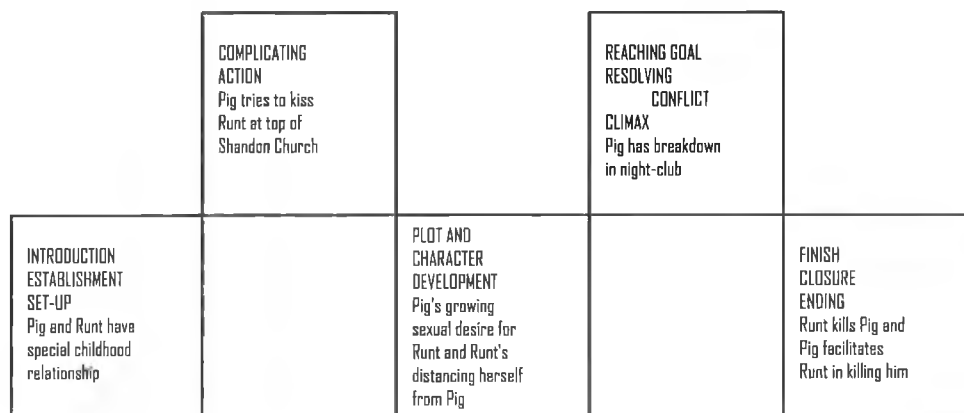 COMPLICATING
ACTION
Pig tries to kiss
Runt at top of
Shandon Church
REACHING GOAL
RESOLVING
CONFLICT
CLIMAX
Pig has breakdown
in night-club
INTRODUCTION
ESTABLISHMENT
SET-UP
Pig and Runt have
special childhood
relationship
PLOT AND
CHARACTER
DEVELOPMENT
Pig's growing
sexual desire for
Runt and Runt's
distancing herself
from Pig
FINISH
CLOSURE
ENDING
Runt kills Pig and
Pig facilitates
Runt in killing him